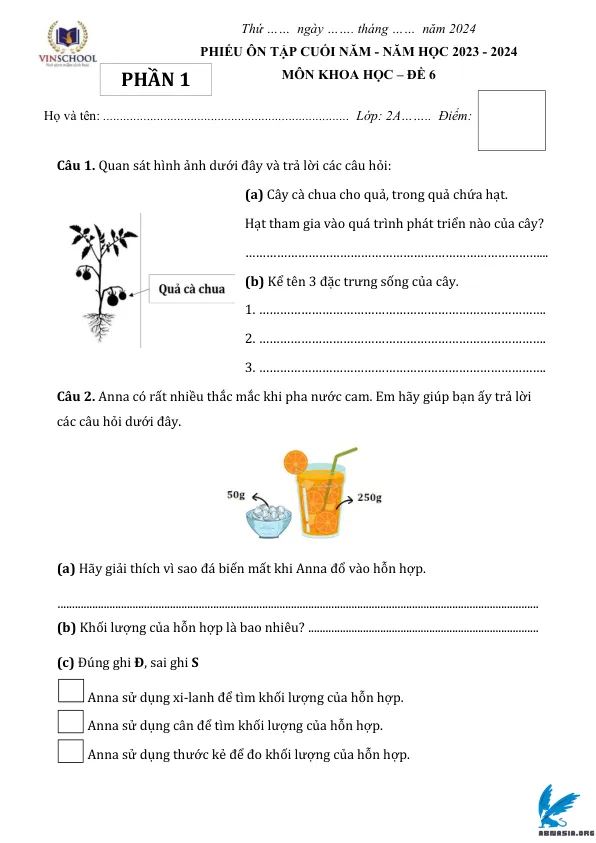 Thứ …… ngày ……. tháng …… năm 2024
VINSCHOOL
PHIẾU ÔN TẬP CUỐI NĂM - NĂM HỌC 2023 - 2024
PHẦN 1
MÔN KHOA HỌC – ĐỀ 6
Họ và tên: ........................................................................ Lớp: 2A…….. Điểm:
Câu 1. Quan sát hình ảnh dưới đây và trả lời các câu hỏi:
(a) Cây cà chua cho quả, trong quả chứa hạt.
Hạt tham gia vào quá trình phát triển nào của cây?
…………………………………………………………………………....
Quả cà chua
(b) Kể tên 3 đặc trưng sống của cây.
1. ……………………………………………………………………….
2. ……………………………………………………………………….
3. ……………………………………………………………………….
Câu 2. Anna có rất nhiều thắc mắc khi pha nước cam. Em hãy giúp bạn ấy trả lời
các câu hỏi dưới đây.
50g
250g
(a) Hãy giải thích vì sao đá biến mất khi Anna đổ vào hỗn hợp.
.....................................................................................................................................................................
(b) Khối lượng của hỗn hợp là bao nhiêu? ...............................................................................
(c) Đúng ghi Đ, sai ghi S
Anna sử dụng xi-lanh để tìm khối lượng của hỗn hợp.
Anna sử dụng cân để tìm khối lượng của hỗn hợp.
Anna sử dụng thước kẻ để đo khối lượng của hỗn hợp.
ABNASIA.ORG